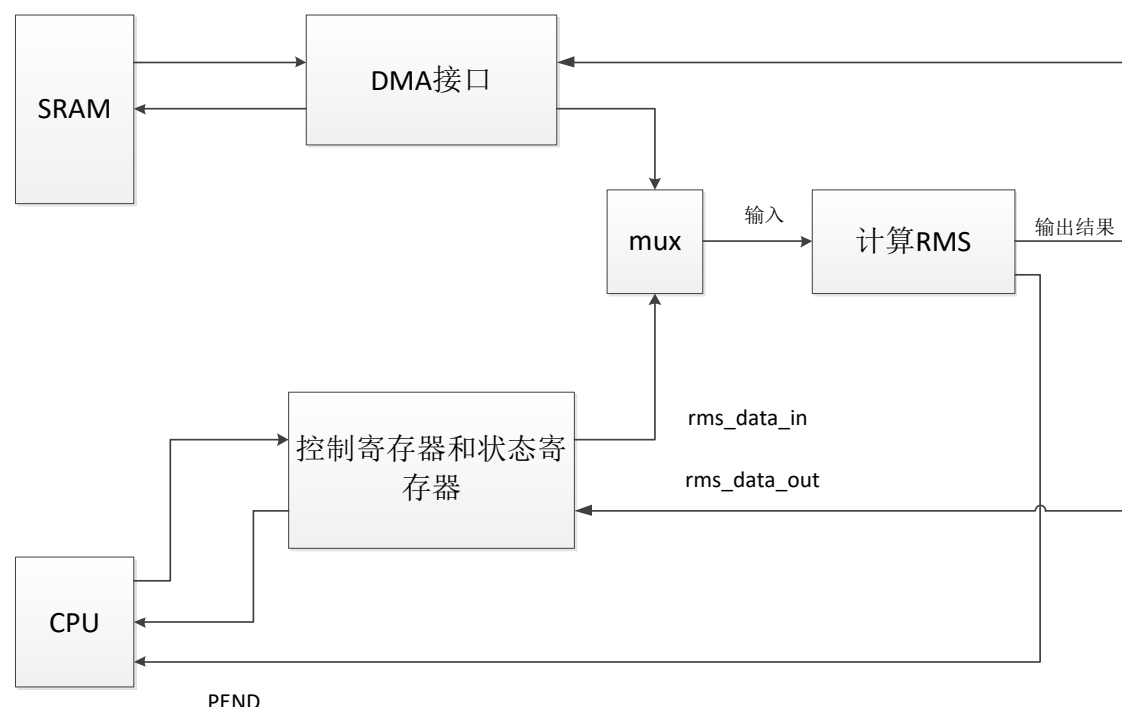 SRAM
DMA接口
mux
输入
计算RMS
输出结果
rms_data_in
控制寄存器和状态寄
存器
rms_data_out
CPU
PEND